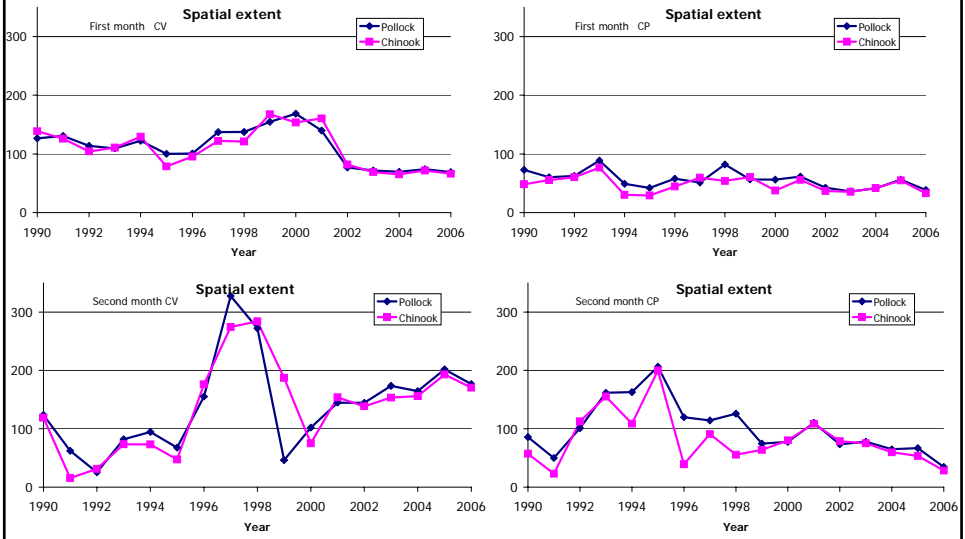 Spatial extent
First month CV
Pollock
Chinook
300
200
100
0
1990 1992 1994 1996 1998 2000 2002 2004 2006
Year
Spatial extent
First month CP
Pollock
Chinook
300
200
100
0
1990 1992 1994 1996 1998 2000 2002 2004 2006
Year
Spatial extent
Second month CV
Pollock
Chinook
300
200
100
0
1990 1992 1994 1996 1998 2000 2002 2004 2006
Year
Spatial extent
Second month CP
Pollock
Chinook
300
200
100
0
1990 1992 1994 1996 1998 2000 2002 2004 2006
Year